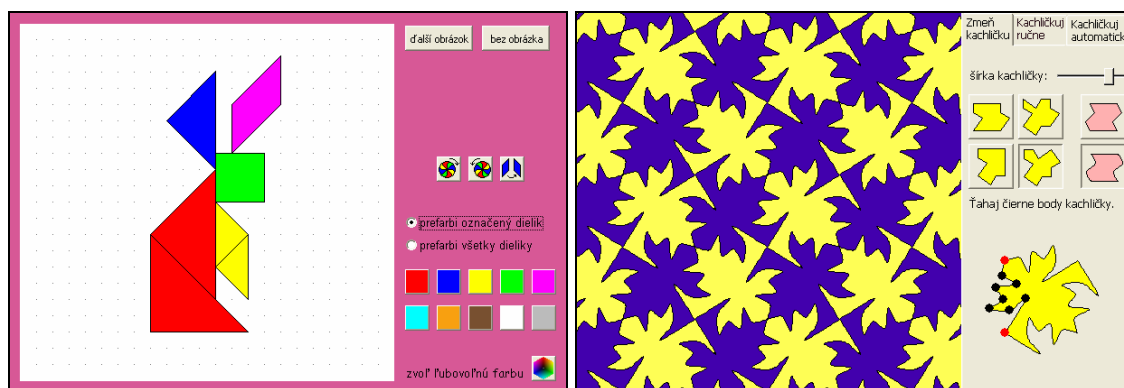 ďalší obrázok
bez obrázka
prefarbi označený dielik
prefarbi všetky dieliky
zvoľ ľubovoľnú farbu
Zmeň
kachličku
Kachličkuj
ručne
Kachličkuj
automatick
šírka kachličky:
Ťahaj čierne body kachličky.